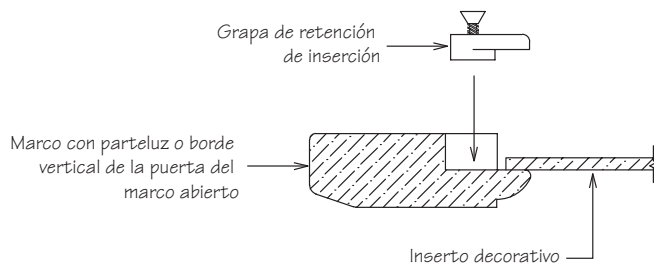 Grapa de retención
de inserción
Marco con parteluz o borde
vertical de la puerta del
marco abierto
Inserto decorativo